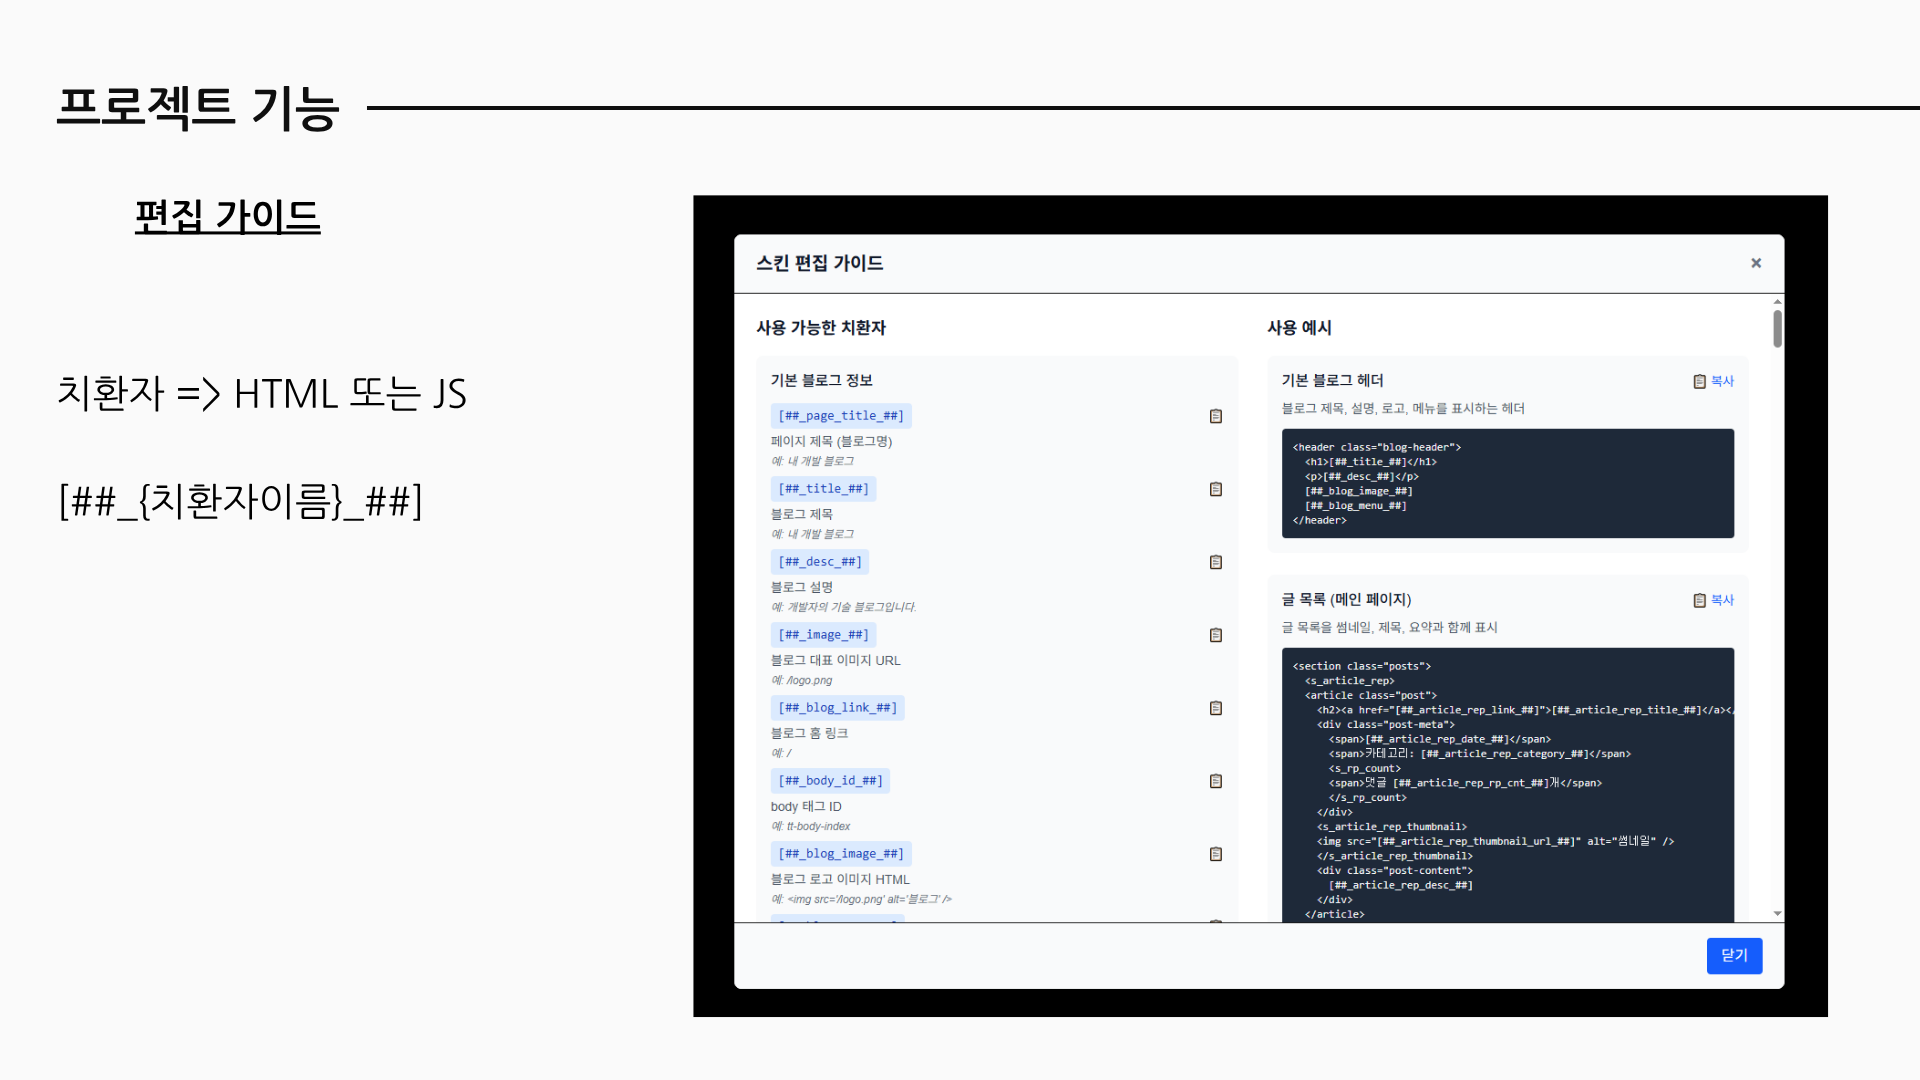 프로젝트 기능
편집 가이드
치환자 => HTML 또는 JS
[##_{치환자이름}_##]
스킨 편집 가이드
×
사용 가능한 치환자
기본 블로그 정보
[##_page_title_##]
페이지 제목 (블로그명)
예: 내 개발 블로그
[##_title_##]
블로그 제목
예: 내 개발 블로그
[##_desc_##]
블로그 설명
예: 개발자의 기술 블로그입니다.
[##_image_##]
블로그 대표 이미지 URL
예: /logo.png
[##_blog_link_##]
블로그 홈 링크
예: /
[##_body_id_##]
body 태그 ID
예: tt-body-index
[##_blog_image_##]
블로그 로고 이미지 HTML
예: <img src='/logo.png' alt='블로그' />
사용 예시
기본 블로그 헤더
복사
블로그 제목, 설명, 로고, 메뉴를 표시하는 헤더
<header class="blog-header">
<h1>[##_title_##]</h1>
<p>[##_desc_##]</p>
[##_blog_image_##]
[##_blog_menu_##]
</header>
글 목록 (메인 페이지)
복사
글 목록을 썸네일, 제목, 요약과 함께 표시
<section class="posts">
<s_article_rep>
<article class="post">
<h2><a href="[##_article_rep_link_##]">[##_article_rep_title_##]</a></
<div class="post-meta">
<span>[##_article_rep_date_##]</span>
<span>카테고리: [##_article_rep_category_##]</span>
<s_rp_count>
<span>댓글 [##_article_rep_rp_cnt_##]개</span>
</s_rp_count>
</div>
<s_article_rep_thumbnail>
<img src="[##_article_rep_thumbnail_url_##]" alt="썸네일" />
</s_article_rep_thumbnail>
<div class="post-content">
[##_article_rep_desc_##]
</div>
</article>
닫기